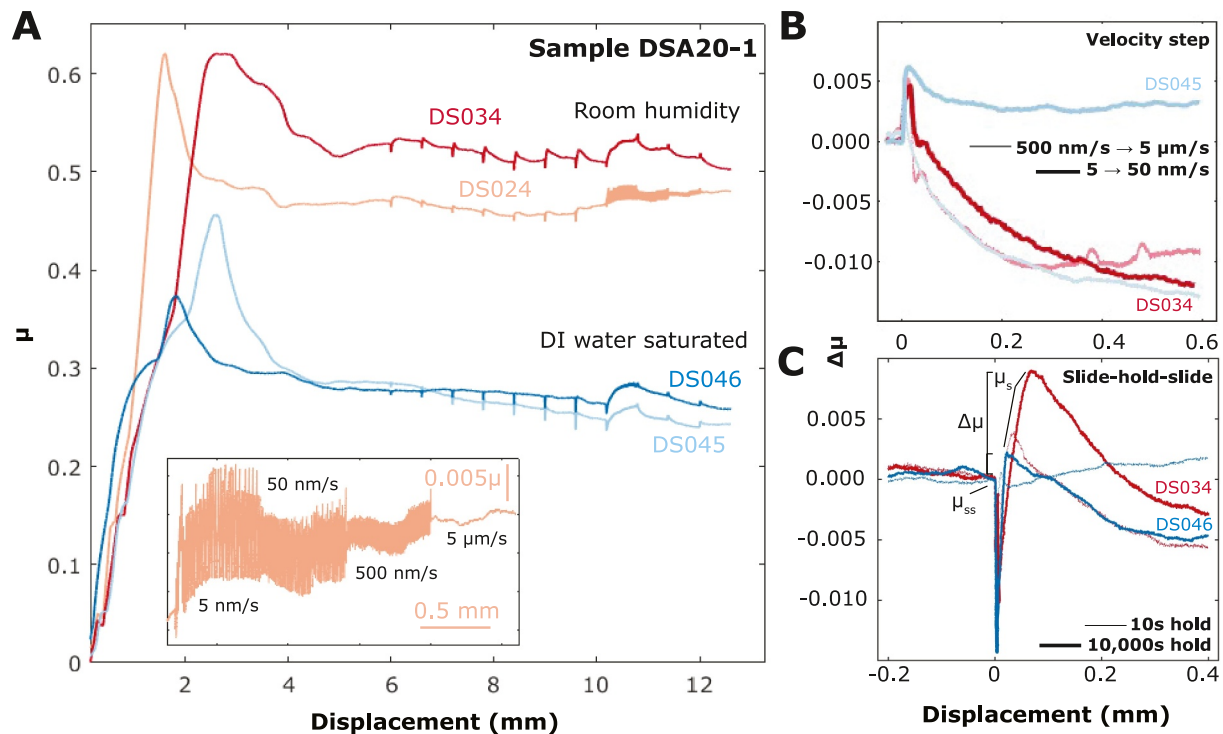 A
Sample DSA20-1
DS034
Room humidity
DS024
DI water saturated
DS046
DS045
50 nm/s
0.005μ
5 μm/s
500 nm/s
5 nm/s
0.5 mm
0.6
0.5
0.4
μ
0.3
0.2
0.1
0
2
4
6
8
10
12
Displacement (mm)
B
Velocity step
DS045
500 nm/s → 5 μm/s
5 → 50 nm/s
DS034
0.005
0.000
-0.005
-0.010
0
0.2
0.4
0.6
Δμ
C
Slide-hold-slide
μs
Δμ
μss
DS034
DS046
10s hold
10,000s hold
0.005
0.000
-0.005
-0.010
-0.2
0
0.2
0.4
Displacement (mm)